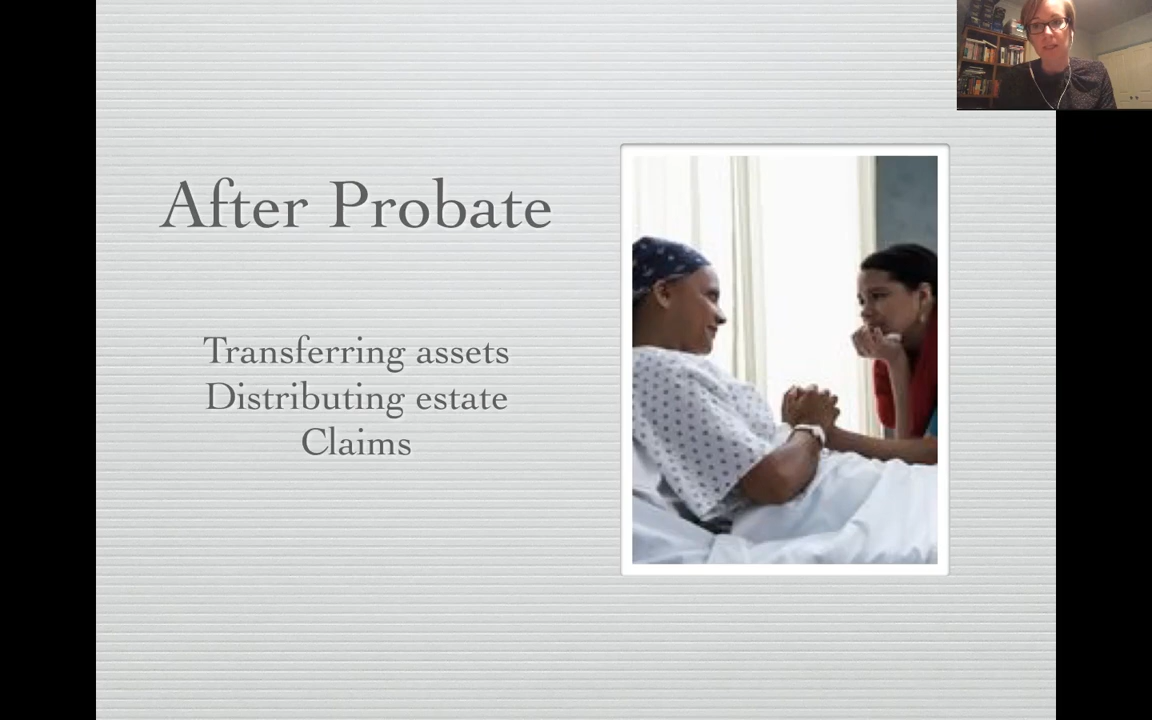 After Probate
Transferring assets
Distributing estate
Claims